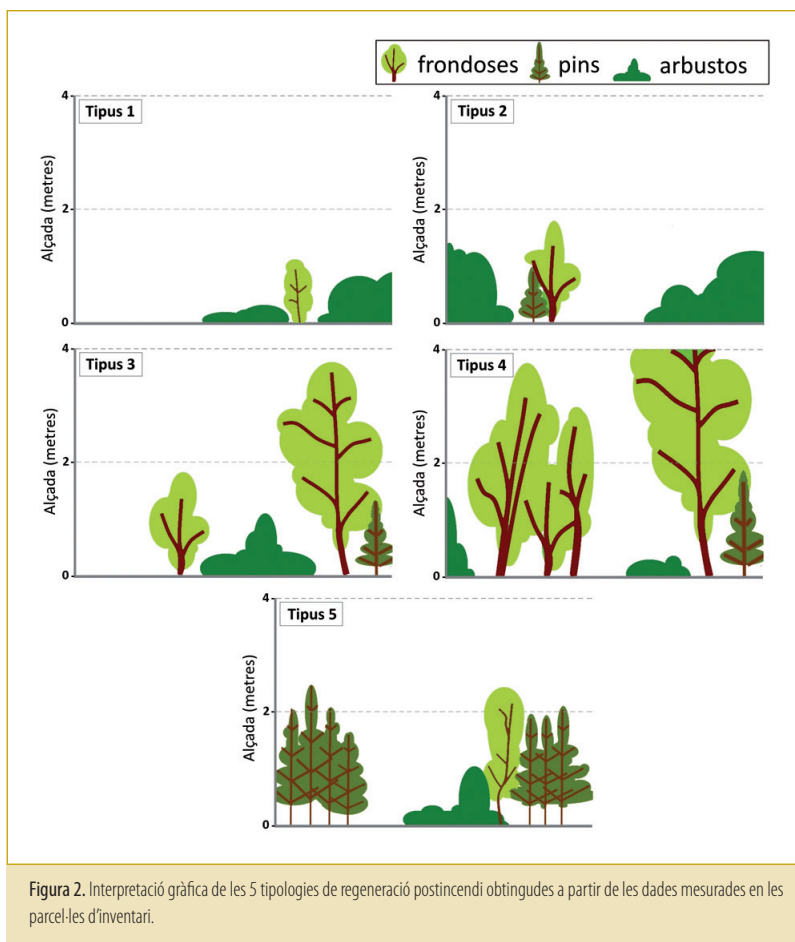 frondoses pins arbustos
Tipus 1
Alçada (metres)
4
2
0
Tipus 2
Alçada (metres)
4
2
0
Tipus 3
Alçada (metres)
4
2
0
Tipus 4
Alçada (metres)
4
2
0
Tipus 5
Alçada (metres)
4
2
0
Figura 2. Interpretació gràfica de les 5 tipologies de regeneració postincendi obtingudes a partir de les dades mesurades en les
parcel·les d'inventari.